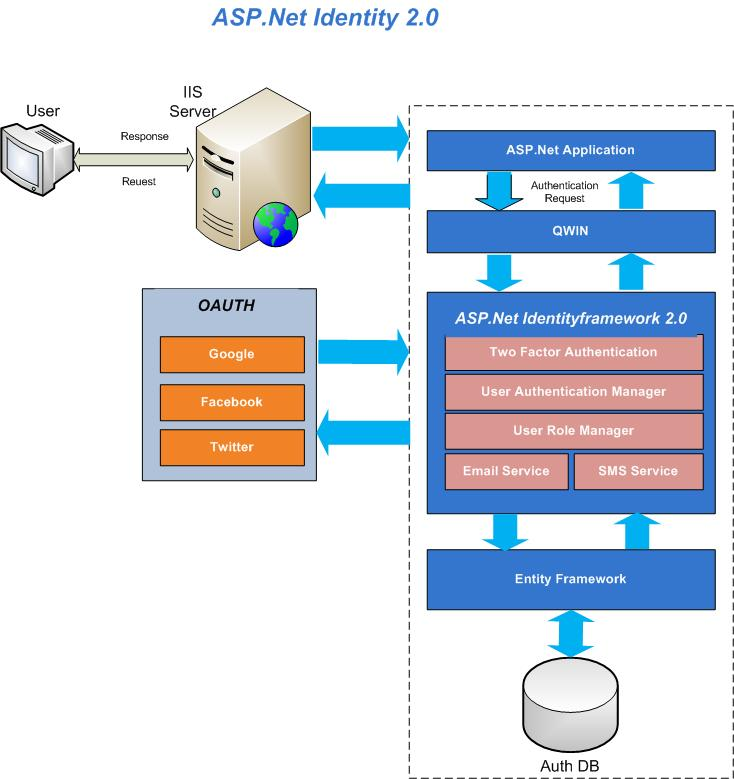 ASP.Net Identity 2.0
IIS
Server
User
Response
Reuest
ASP.Net Application
Authentication
Request
QWIN
OAUTH
Google
Facebook
Twitter
ASP.Net Identityframework 2.0
Two Factor Authentication
User Authentication Manager
User Role Manager
Email Service
SMS Service
Entity Framework
Auth DB